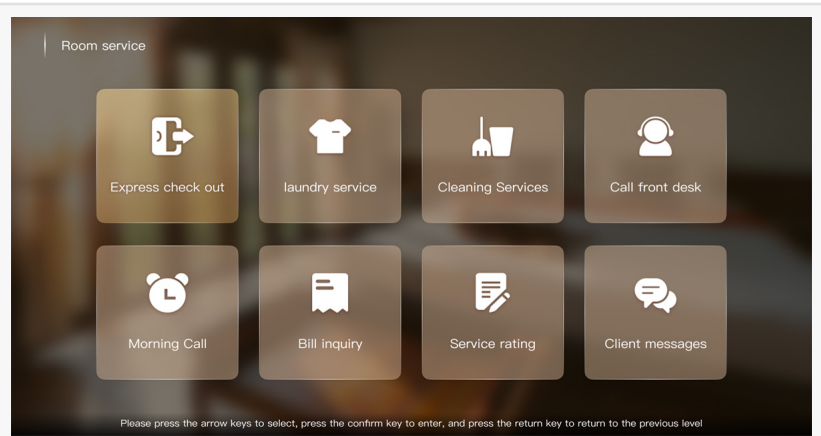 Room service
Express check out
laundry service
Cleaning Services
Call front desk
Morning Call
Bill inquiry
Service rating
Client messages
Please press the arrow keys to select, press the confirm key to enter, and press the return key to return to the previous level